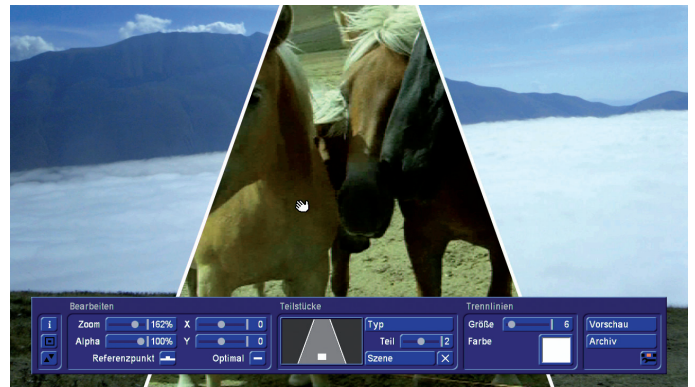 Bearbeiten
Teilstücke
Trennlinien
i
Zoom 162% X 0
Typ
Größe 6
Vorschau
Alpha 100% Y 0
Teil 2
Farbe
Archiv
Referenzpunkt
Optimal
Szene